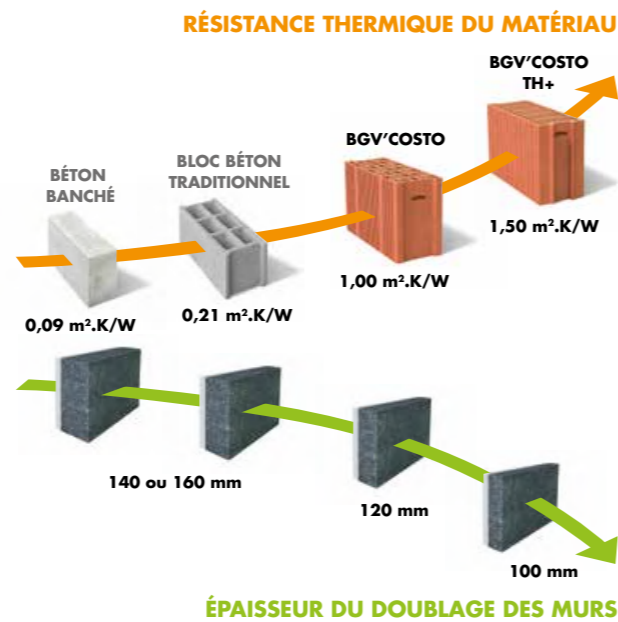 RÉSISTANCE THERMIQUE DU MATÉRIAU
BGV'COSTO
TH+
BGV'COSTO
BLOC BÉTON
TRADITIONNEL
BÉTON
BANCHÉ
1,50 m².K/W
1,00 m².K/W
0,21 m².K/W
0,09 m².K/W
140 ou 160 mm
120 mm
100 mm
ÉPAISSEUR DU DOUBLAGE DES MURS